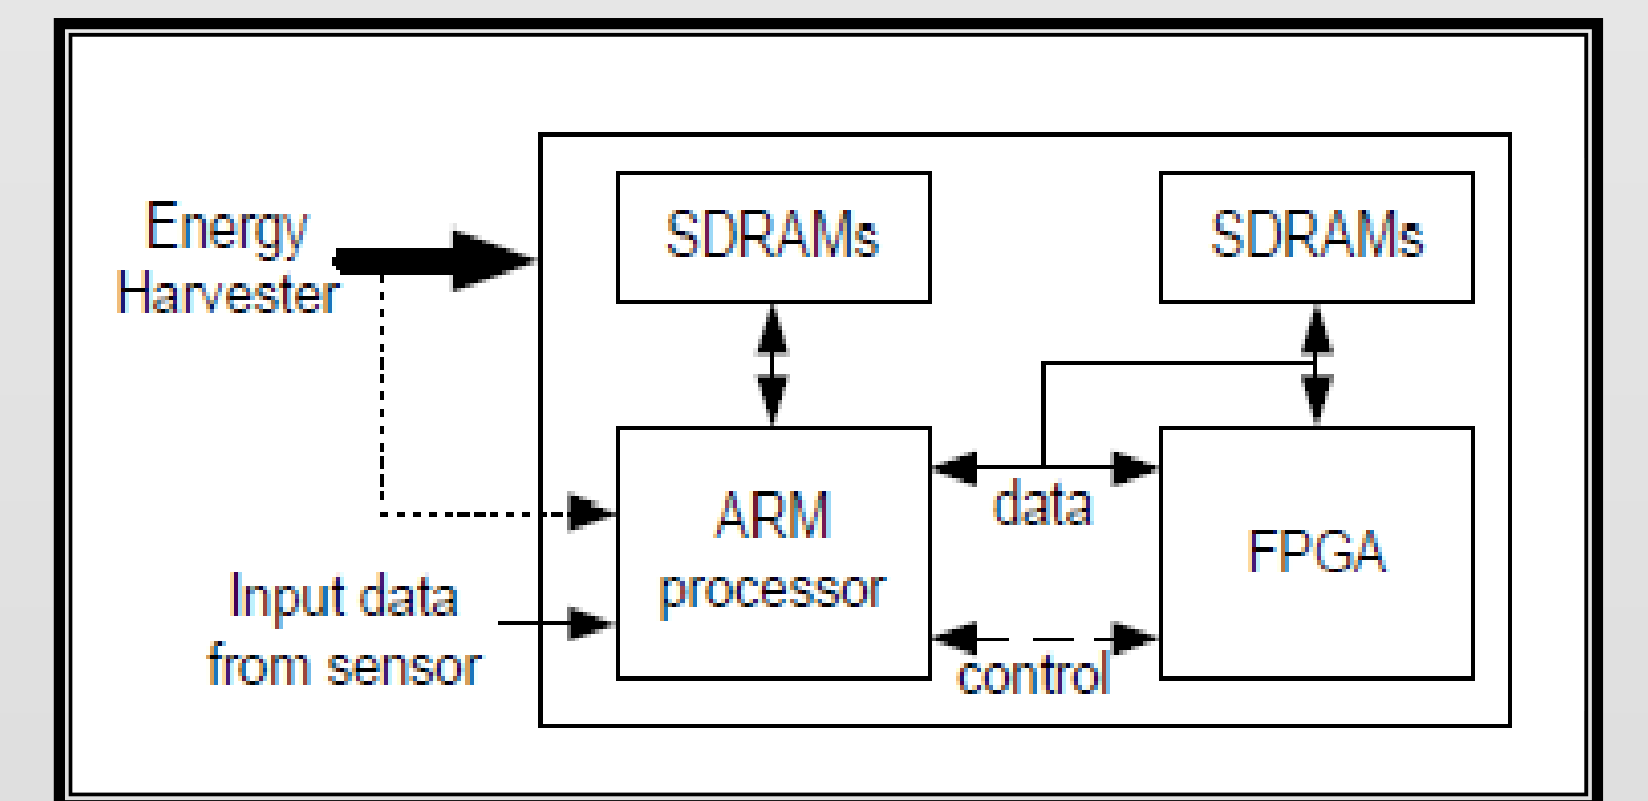 Energy
Harvester
SDRAMs
SDRAMs
ARM
processor
data
FPGA
Input data
from sensor
control